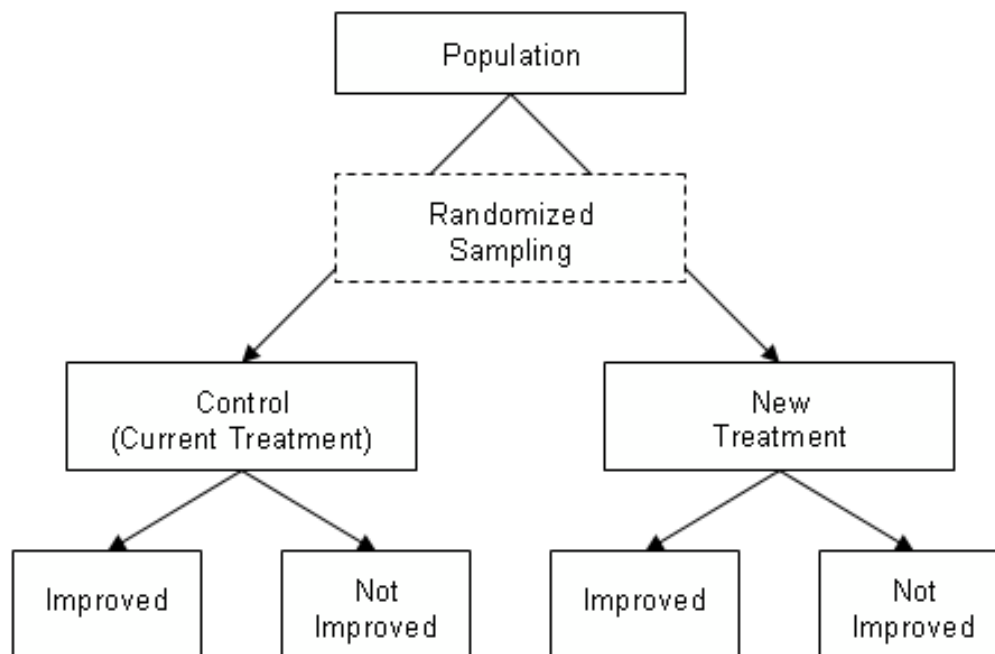 Population
Randomized
Sampling
Control
(Current Treatment)
New
Treatment
Improved
Not
Improved
Improved
Not
Improved